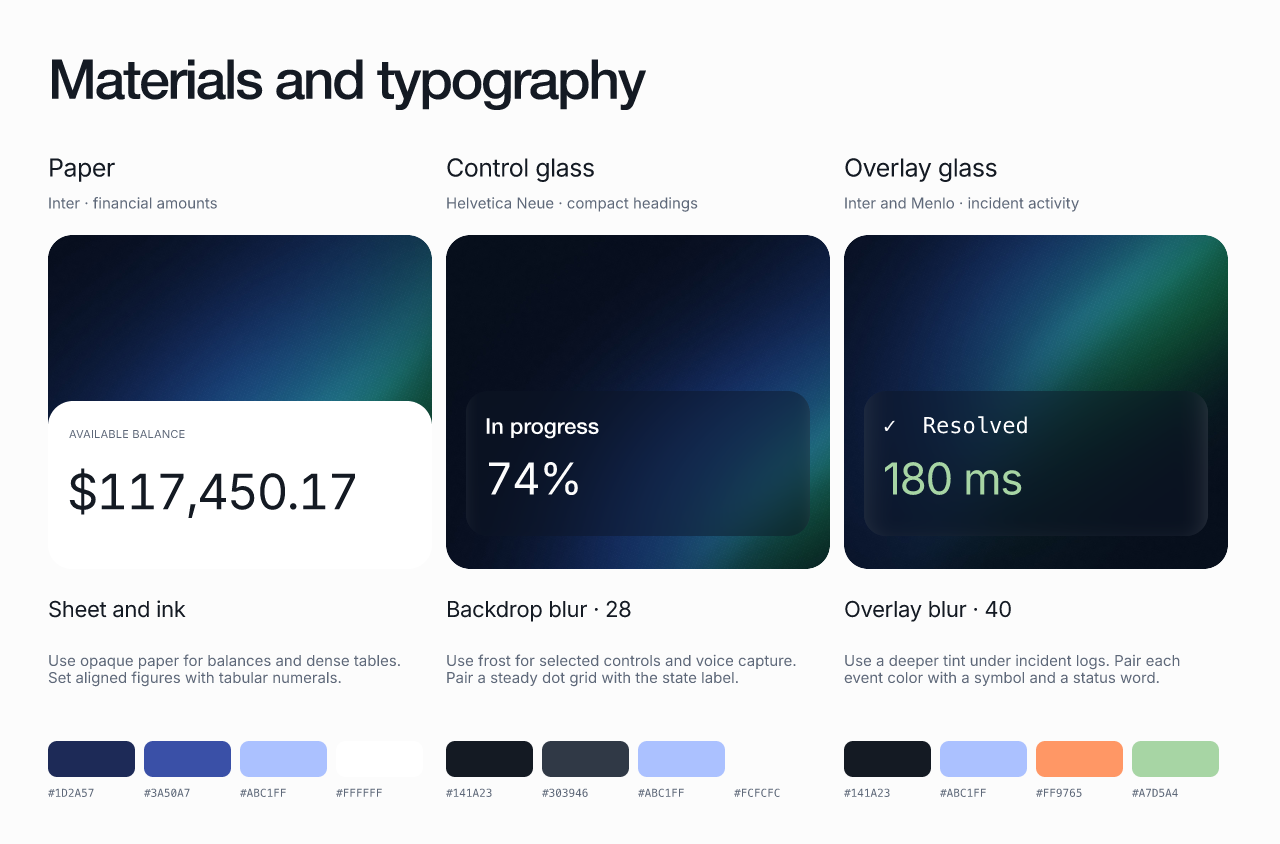 Materials and typography
Paper
Inter · financial amounts
AVAILABLE BALANCE
$117,450.17
Sheet and ink
Use opaque paper for balances and dense tables.
Set aligned figures with tabular numerals.
#1D2A57
#3A50A7
#ABC1FF
#FFFFFF
Control glass
Helvetica Neue · compact headings
In progress
74%
Backdrop blur · 28
Use frost for selected controls and voice capture.
Pair a steady dot grid with the state label.
#141A23
#303946
#ABC1FF
#FCFCFC
Overlay glass
Inter and Menlo · incident activity
✓ Resolved
180 ms
Overlay blur · 40
Use a deeper tint under incident logs. Pair each
event color with a symbol and a status word.
#141A23
#ABC1FF
#FF9765
#A7D5A4